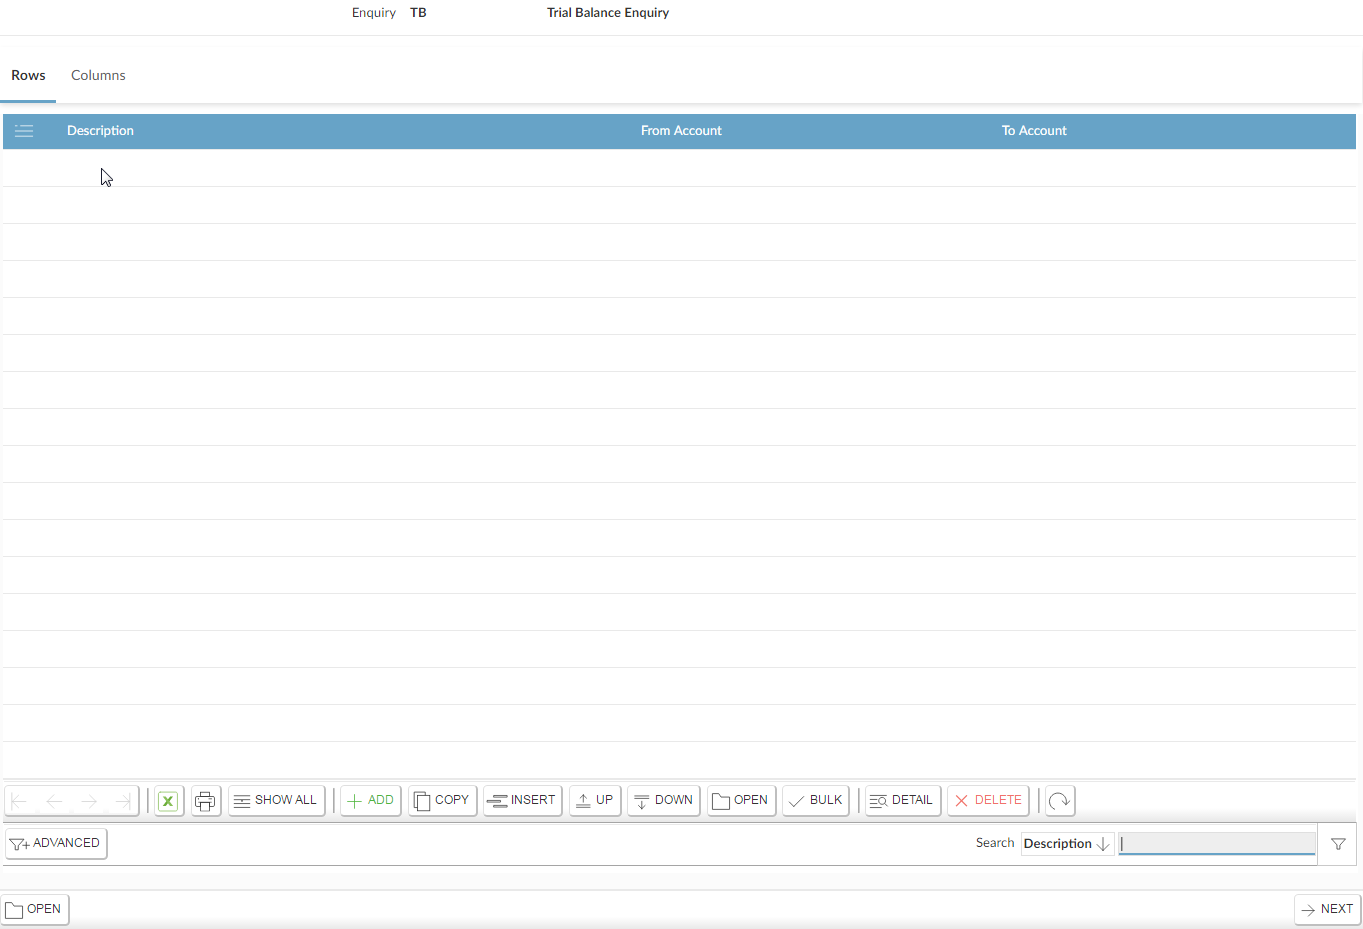 Enquiry TB Trial Balance Enquiry
Rows Columns
Description From Account To Account
SHOW ALL ADD COPY INSERT UP DOWN OPEN BULK DETAIL DELETE
ADVANCED Search Description
OPEN NEXT